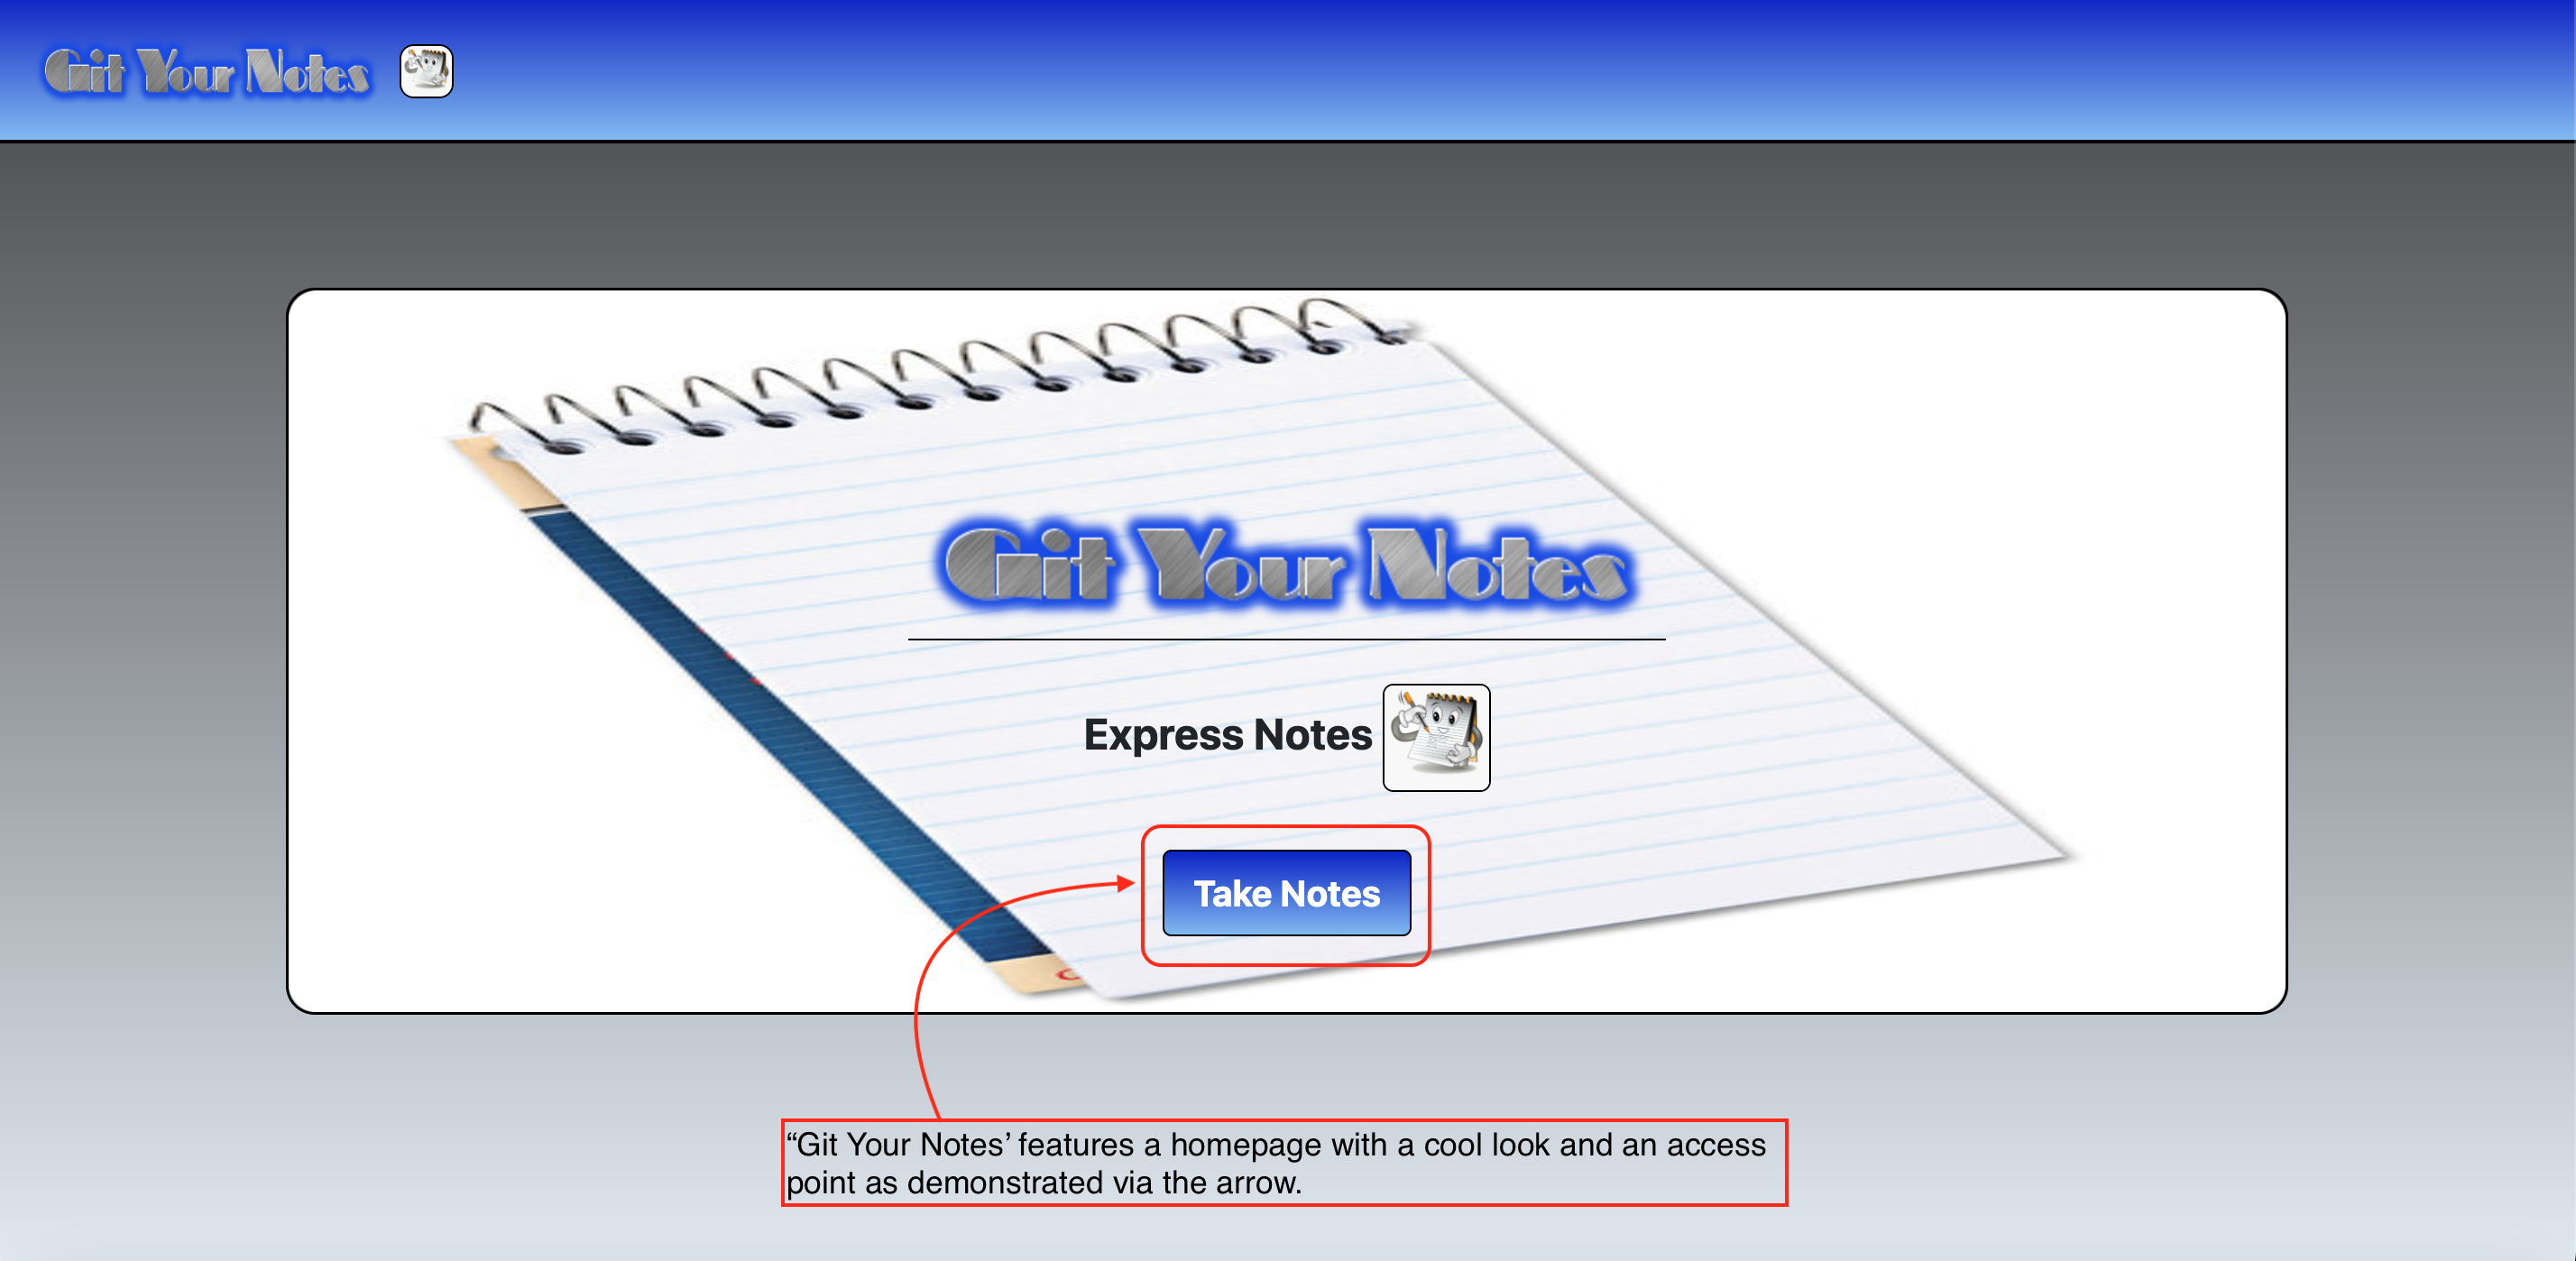 Git Your Notes
Git Your Notes
Express Notes
Take Notes
“Git Your Notes’ features a homepage with a cool look and an access
point as demonstrated via the arrow.